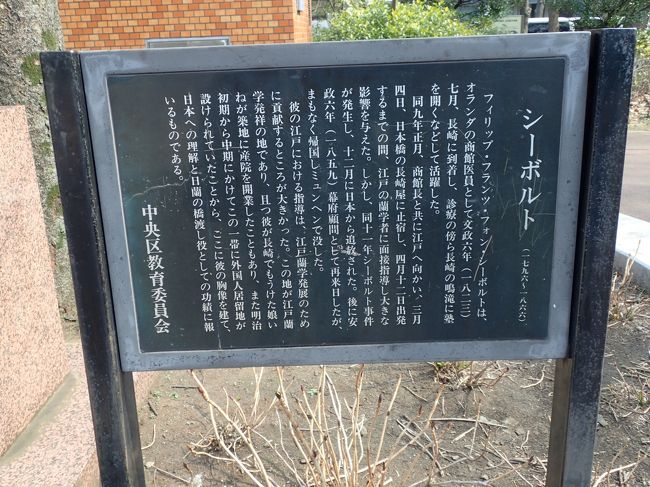 シーボルト
（一七九六～一八六六）
フィリップ・フランツ・フォン・シーボルトは、
オランダの商館医員として文政六年（一八二三）
七月、長崎に到着し、診療の傍ら長崎の鳴滝に塾
を開くなどして活躍した。
同九年正月、商館長と共に江戸へ向かい、三月
四日、日本橋の長崎屋に止宿し、四月十二日出発
するまでの間、江戸の蘭学者に面接指導し大きな
影響を与えた。しかし、同十一年シーボルト事件
が発生し、十二月に日本から追放された。後に安
政六年（一八五九）幕府顧問として再来日したが、
まもなく帰国しミュンヘンで没した。
彼の江戸における指導は、江戸蘭学発展のため
に貢献するところが大きかった。この地が江戸蘭
学発祥の地であり、且つ彼が長崎でもうけた娘い
ねが築地に産院を開業したこともあり、また明治
初期から中期にかけてこの一帯に外国人居留地が
設けられていたことから、ここに彼の胸像を建て、
日本への理解と日蘭の橋渡し役としての功績に報
いるものである。
中央区教育委員会